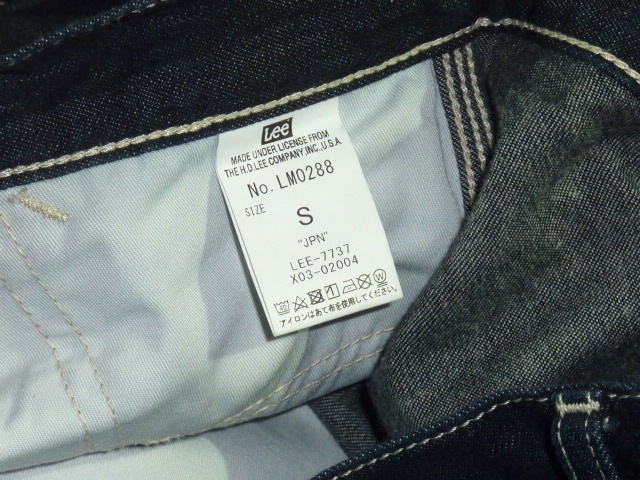 Lee
MADE UNDER LICENSE FROM
THE H.D.LEE COMPANY INC.,U.S.A.
No. LM0288
SIZE
S
"JPN"
LEE-7737
X03-02004
アイロンはあて布を使用してください。